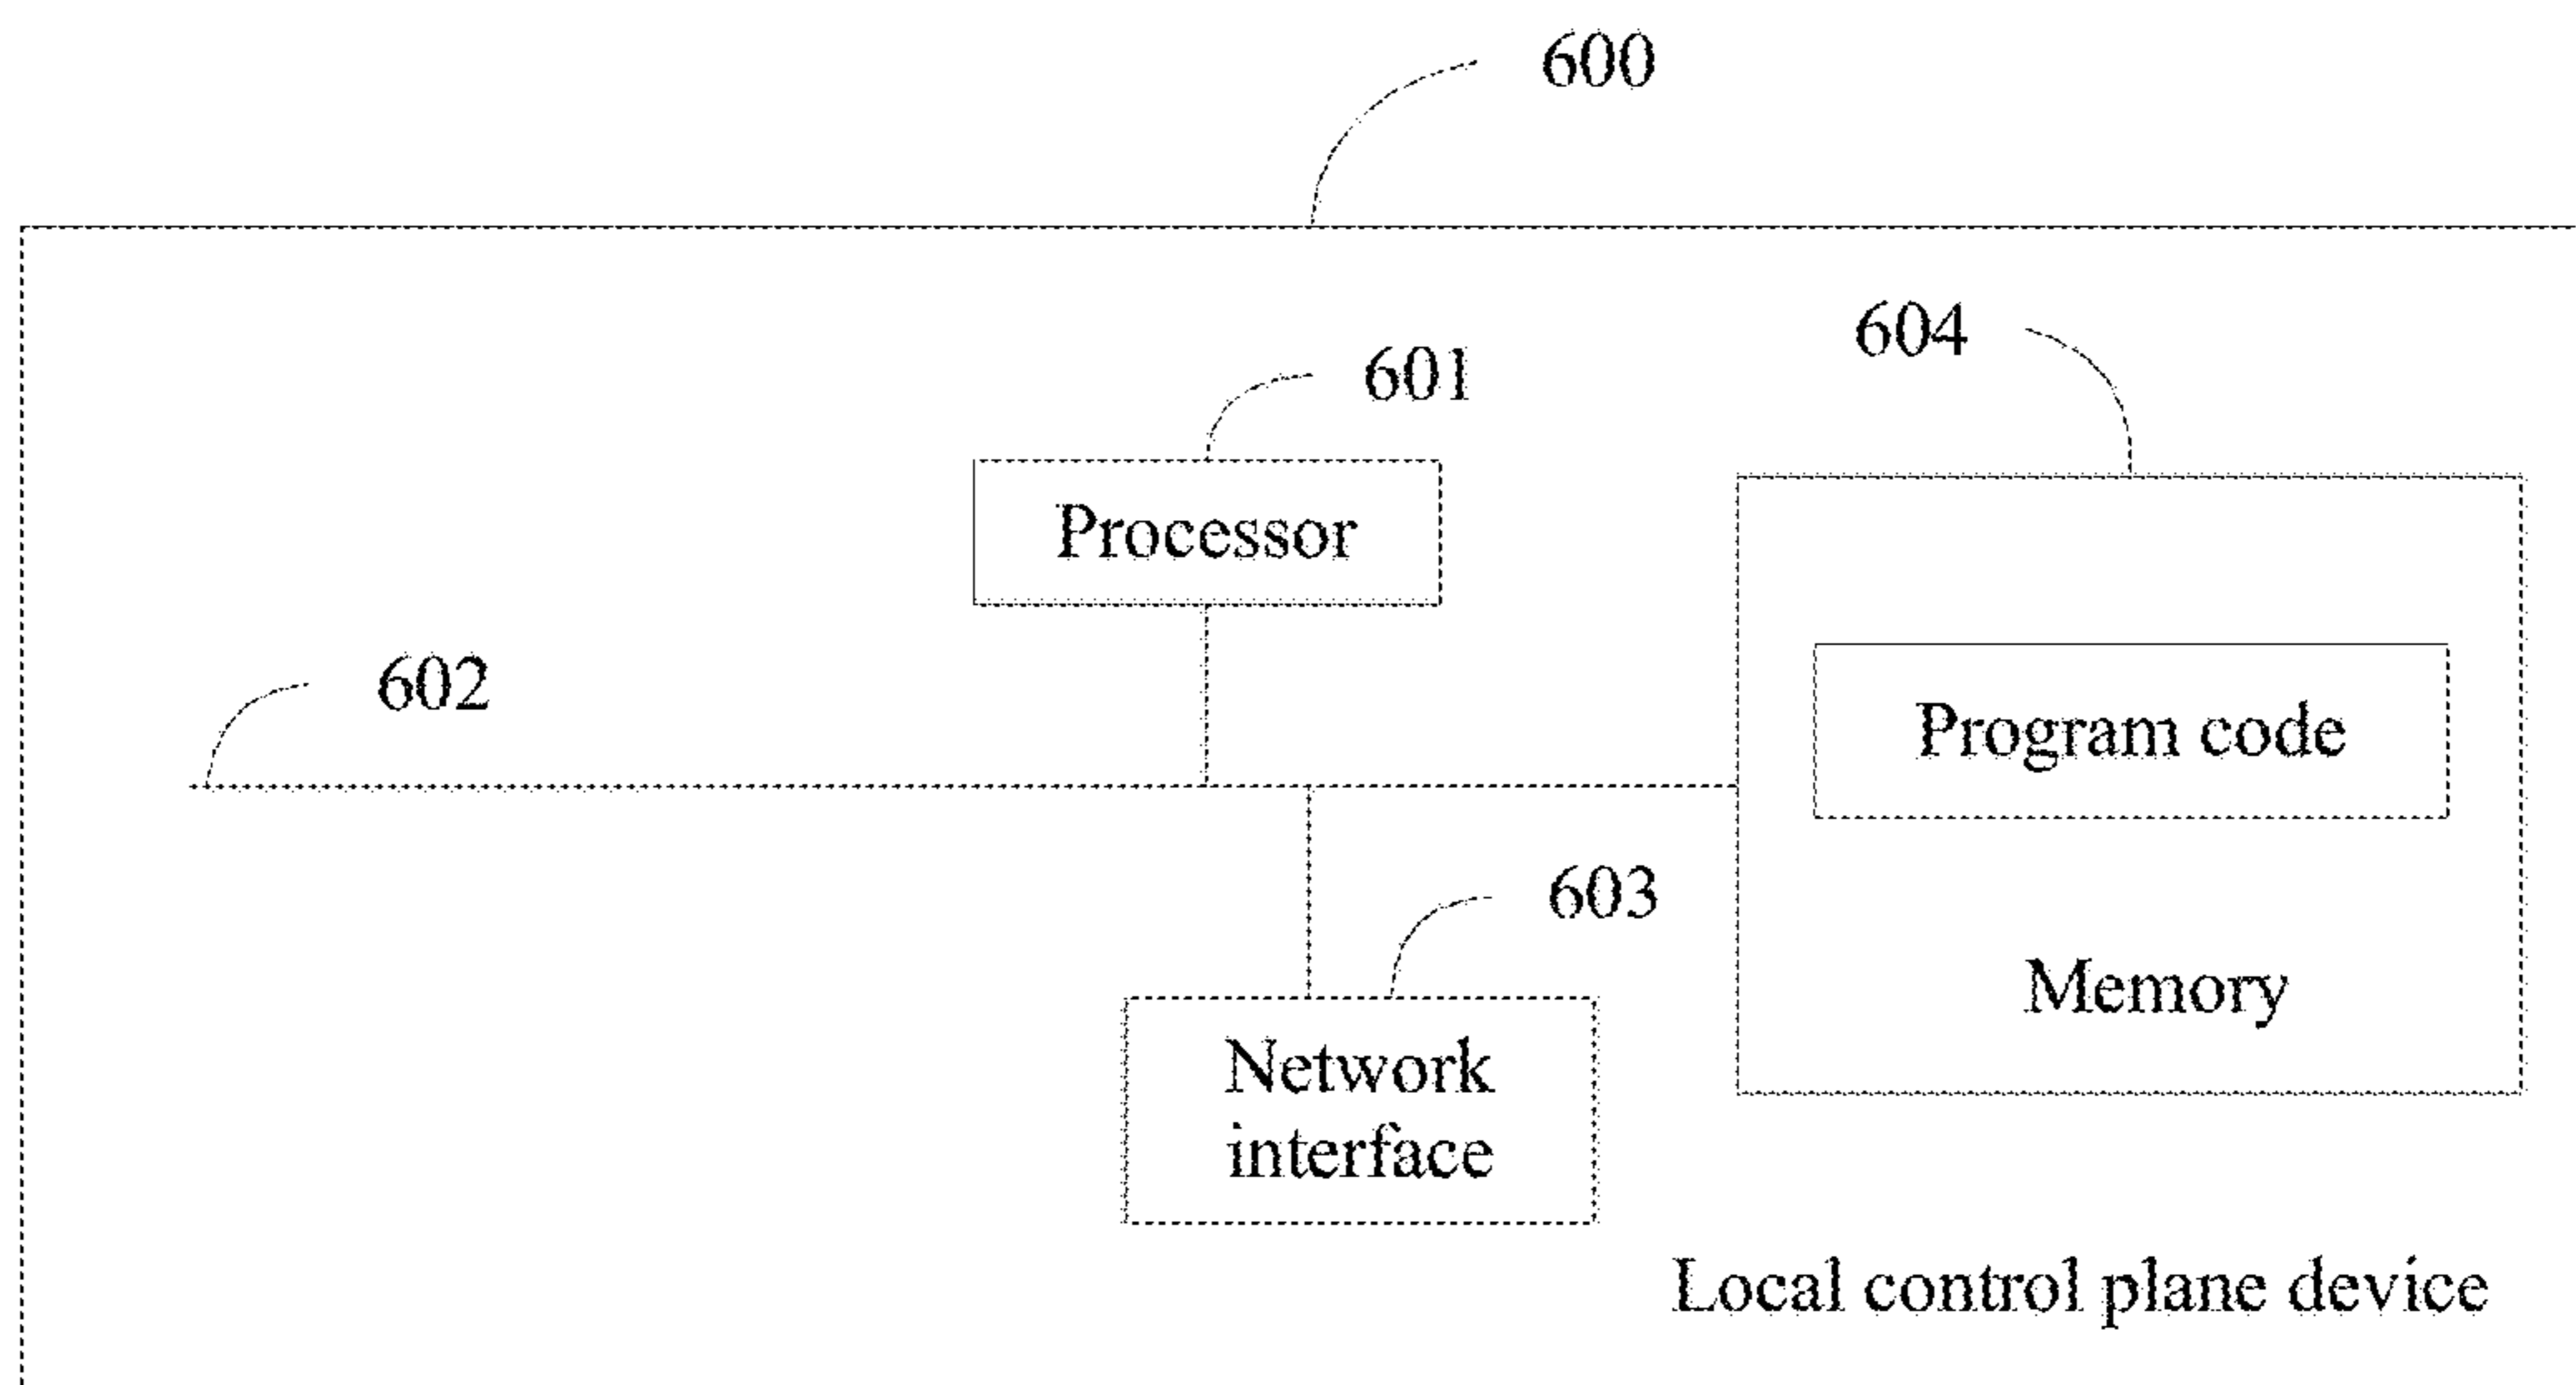 600
604
601
Processor
602
Program code
603
Memory
Network
interface
Local control plane device